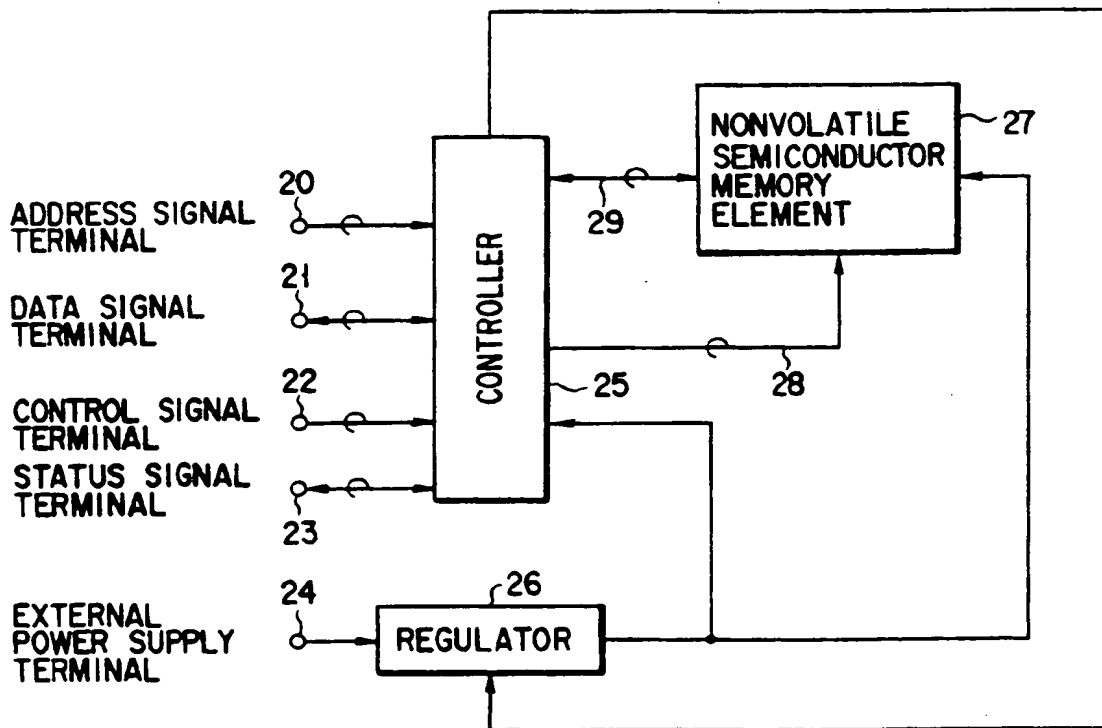 20
ADDRESS SIGNAL
TERMINAL
21
DATA SIGNAL
TERMINAL
22
CONTROL SIGNAL
TERMINAL
STATUS SIGNAL
TERMINAL
23
24
EXTERNAL
POWER SUPPLY
TERMINAL
CONTROLLER
25
26
REGULATOR
NONVOLATILE
SEMICONDUCTOR
MEMORY
ELEMENT
27
29
28